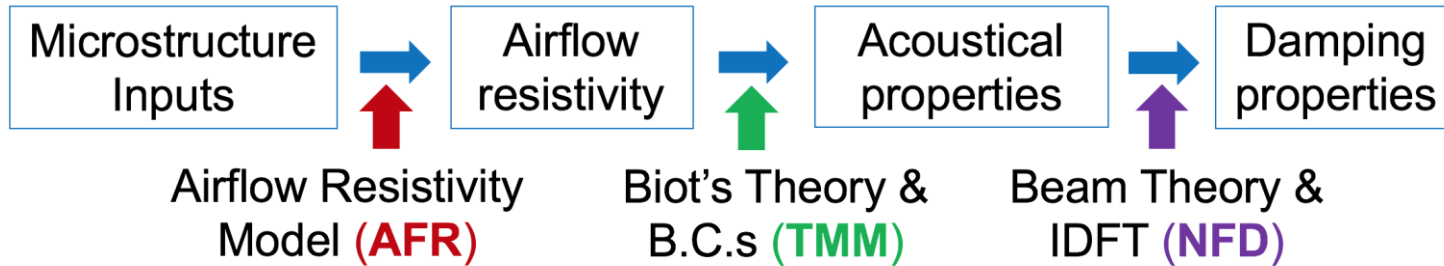 Microstructure
Inputs
Airflow
resistivity
Acoustical
properties
Damping
properties
Airflow Resistivity
Model (AFR)
Biot's Theory &
B.C.s (TMM)
Beam Theory &
IDFT (NFD)